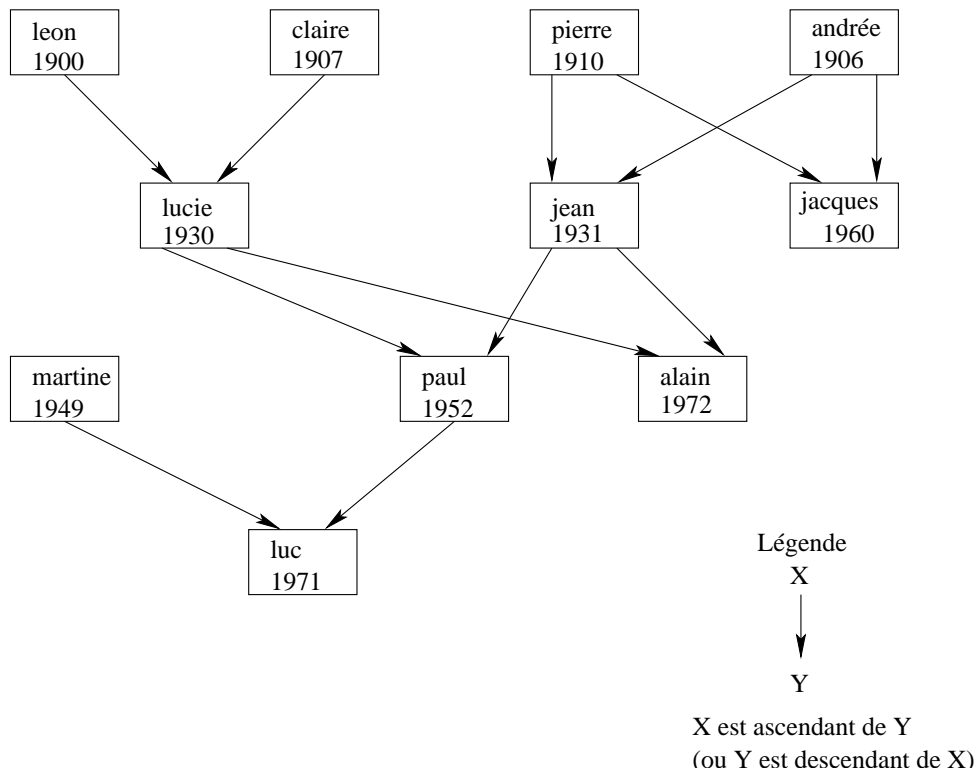 leon
1900
claire
1907
pierre
1910
andrée
1906
lucie
1930
jean
1931
jacques
1960
martine
1949
paul
1952
alain
1972
luc
1971
Légende
X
Y
X est ascendant de Y
(ou Y est descendant de X)